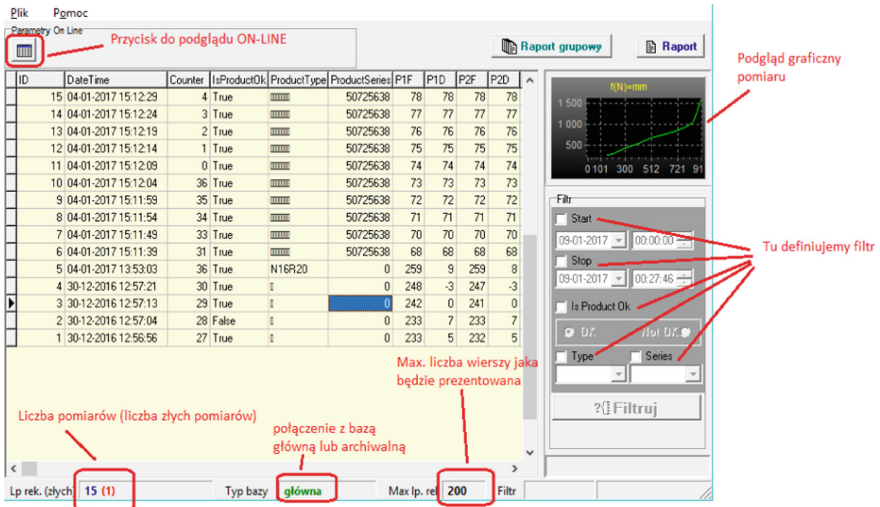 Plik Pomoc
Parametry On Line
Przycisk do podglądu ON-LINE
Raport grupowy
Raport
Podgląd graficzny
pomiaru
ID DateTime Counter IsProductOk ProductType ProductSeries P1F P1D P2F P2D
15 04-01-2017 15:12:29 4 True 50725638 78 78 78 78
14 04-01-2017 15:12:24 3 True 50725638 77 77 77 77
13 04-01-2017 15:12:19 2 True 50725638 76 76 76 76
12 04-01-2017 15:12:14 1 True 50725638 75 75 75 75
11 04-01-2017 15:12:09 0 True 50725638 74 74 74 74
10 04-01-2017 15:12:04 36 True 50725638 73 73 73 73
9 04-01-2017 15:11:59 35 True 50725638 72 72 72 72
8 04-01-2017 15:11:54 34 True 50725638 71 71 71 71
7 04-01-2017 15:11:49 33 True 50725638 70 70 70 70
6 04-01-2017 15:11:39 31 True 50725638 68 68 68 68
5 04-01-2017 13:53:03 36 True N16R20 0 259 9 259 8
4 30-12-2016 12:57:21 30 True 0 248 -3 247 -3
3 30-12-2016 12:57:13 29 True 0 242 0 241 0
2 30-12-2016 12:57:04 28 False 0 233 7 233 7
1 30-12-2016 12:56:56 27 True 0 233 5 232 5
f(N)=mm
1 500
1 000
500
0 101 300 512 721 91
Filtr
Start
09-01-2017 00:00:00
Stop
09-01-2017 00:27:46
Is Product Ok
OK Not OK
Type Series
?{} Filtruj
Tu definiujemy filtr
Max. liczba wierszy jaka
będzie prezentowana
Liczba pomiarów (liczba złych pomiarów)
połączenie z bazą
główną lub archiwalną
Lp rek. (złych) 15 (1) Typ bazy główna Max lp. rel 200 Filtr